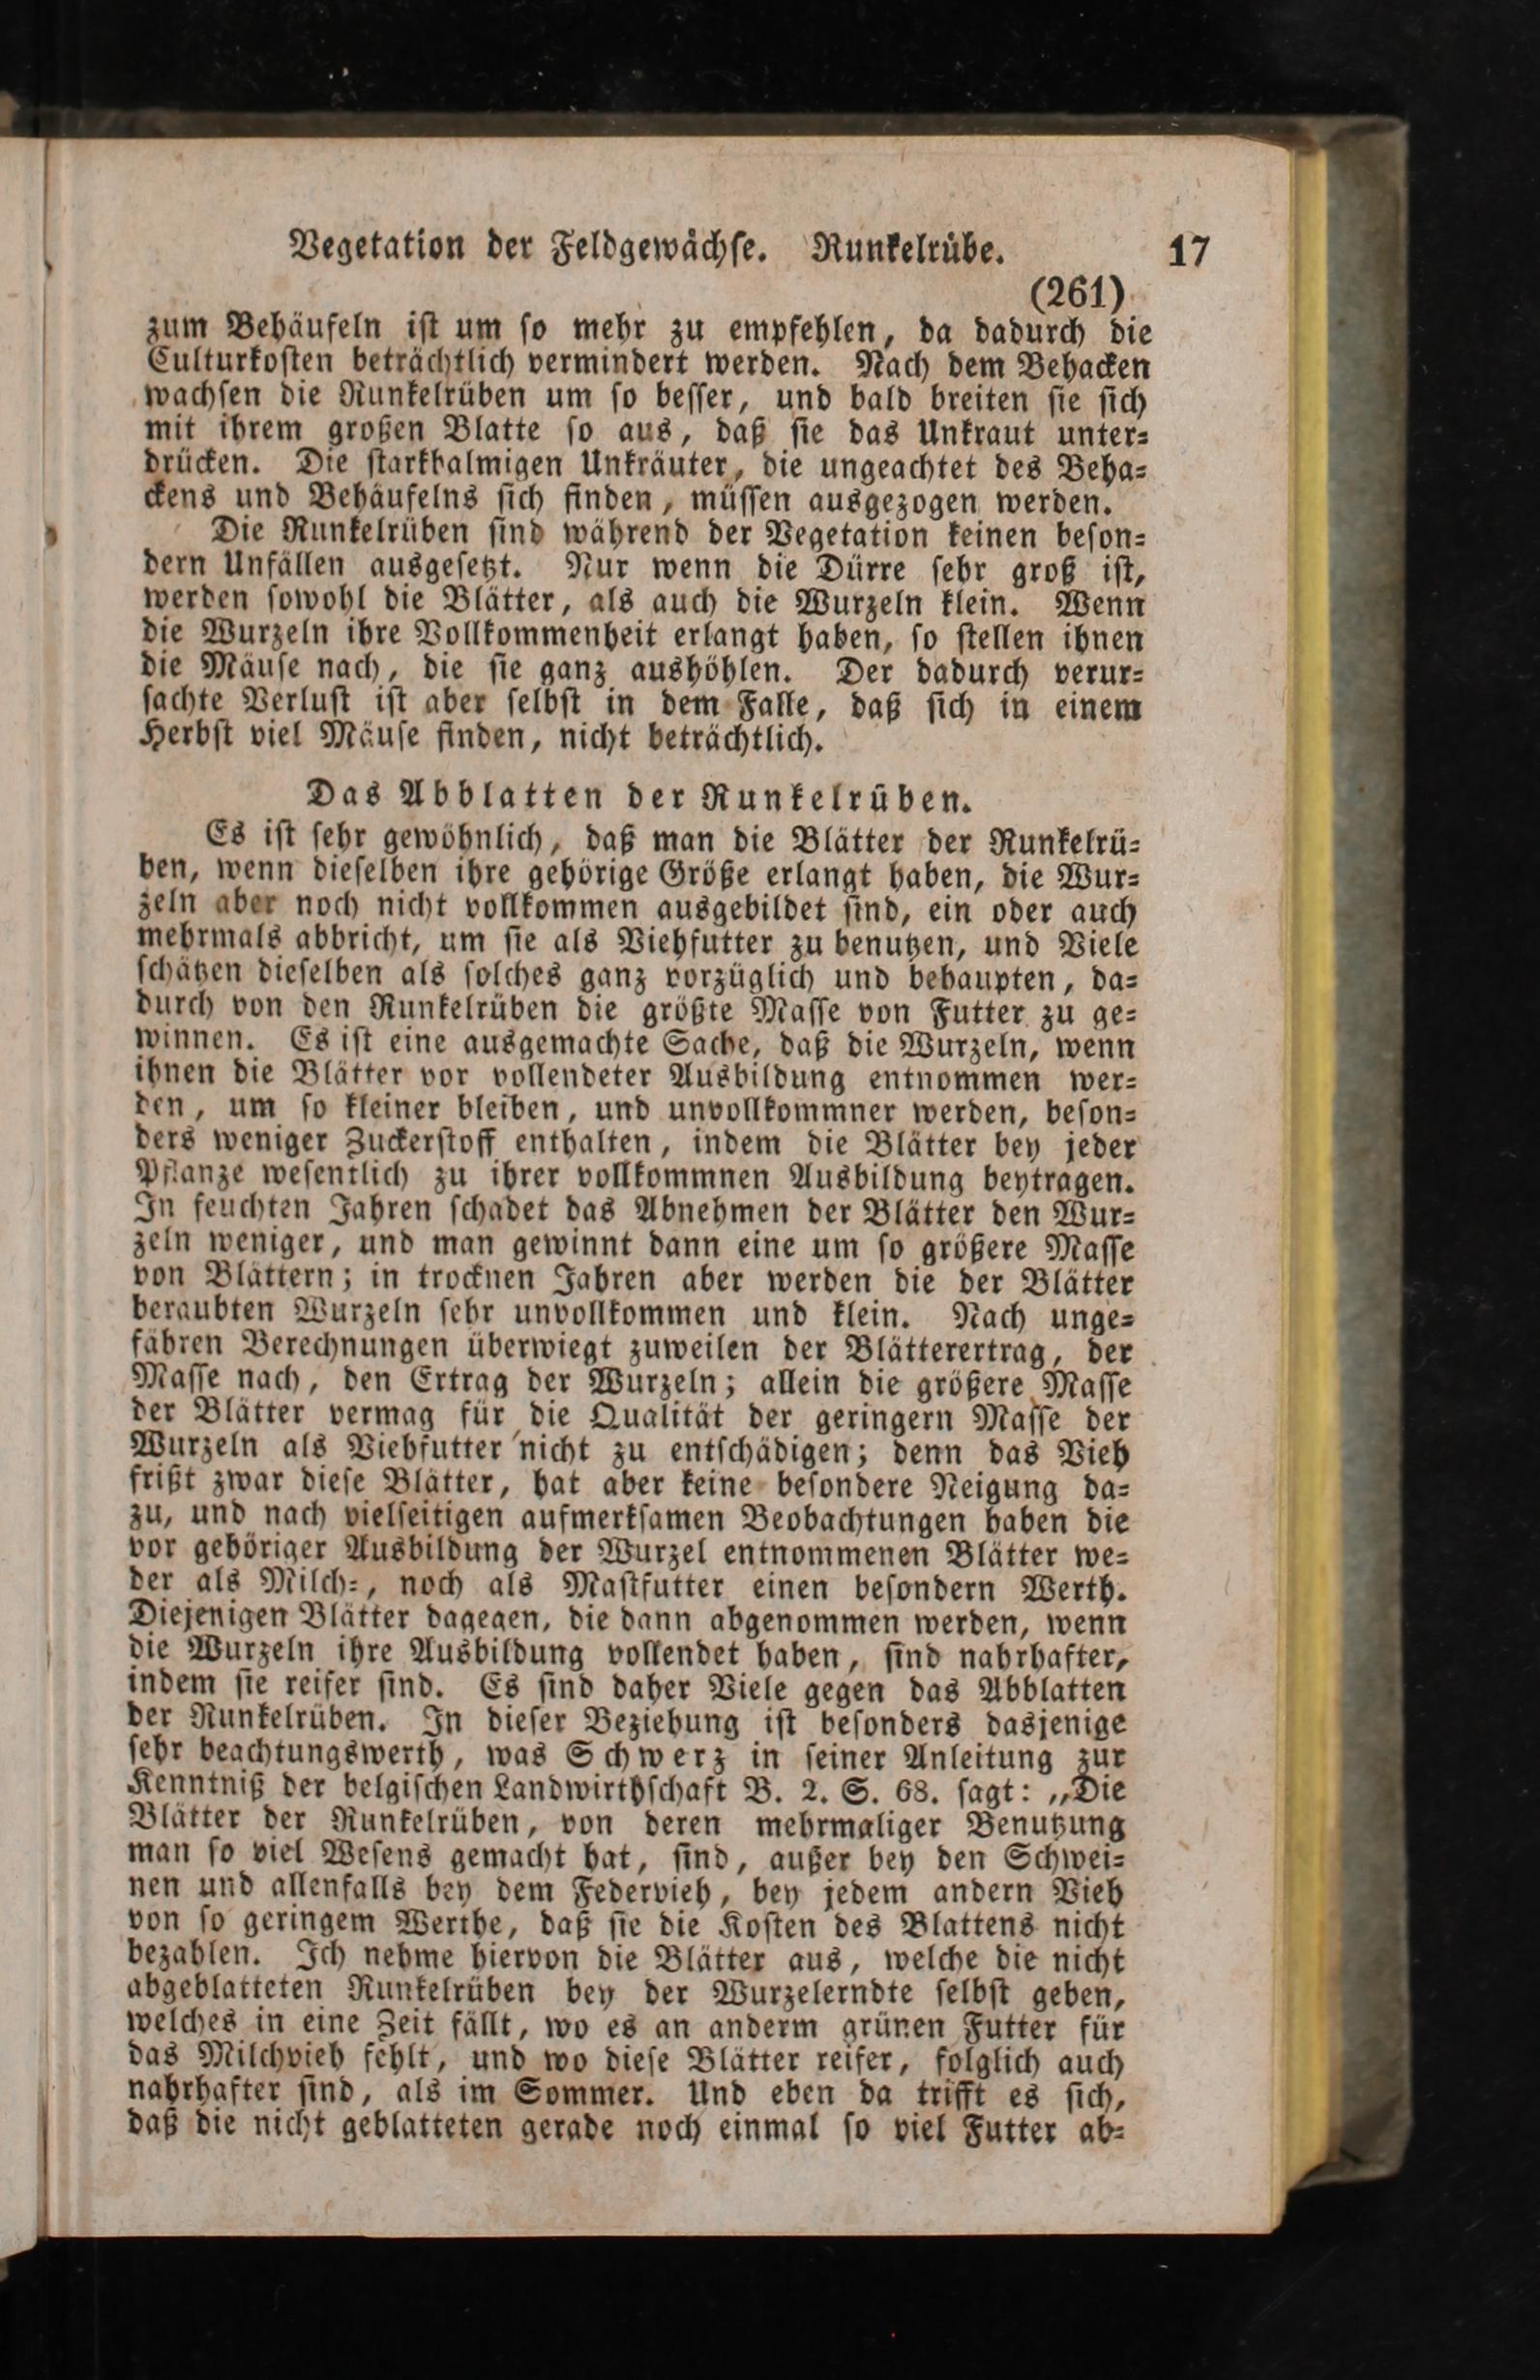 Vegetation der Feldgewächse. Runkelrübe. 17
(261)
zum Behäufeln ist um so mehr zu empfehlen, da dadurch die
Culturkosten beträchtlich vermindert werden. Nach dem Behacken
wachsen die Runkelrüben um so besser, und bald breiten sie sich
mit ihrem großen Blatte so aus, daß sie das Unkraut unter-
drücken. Die starkhalmigen Unkräuter, die ungeachtet des Beha-
ckens und Behäufelns sich finden, müssen ausgezogen werden.
Die Runkelrüben sind während der Vegetation keinen beson-
dern Unfällen ausgesetzt. Nur wenn die Dürre sehr groß ist,
werden sowohl die Blätter, als auch die Wurzeln klein. Wenn
die Wurzeln ihre Vollkommenheit erlangt haben, so stellen ihnen
die Mäuse nach, die sie ganz aushöhlen. Der dadurch verur-
sachte Verlust ist aber selbst in dem Falle, daß sich in einem
Herbst viel Mäuse finden, nicht beträchtlich.
Das Abblatten der Runkelrüben.
Es ist sehr gewöhnlich, daß man die Blätter der Runkelrü-
ben, wenn dieselben ihre gehörige Größe erlangt haben, die Wur-
zeln aber noch nicht vollkommen ausgebildet sind, ein oder auch
mehrmals abbricht, um sie als Viehfutter zu benutzen, und Viele
schätzen dieselben als solches ganz vorzüglich und behaupten, da-
durch von den Runkelrüben die größte Masse von Futter zu ge-
winnen. Es ist eine ausgemachte Sache, daß die Wurzeln, wenn
ihnen die Blätter vor vollendeter Ausbildung entnommen wer-
den, um so kleiner bleiben, und unvollkommner werden, beson-
ders weniger Zuckerstoff enthalten, indem die Blätter bey jeder
Pflanze wesentlich zu ihrer vollkommnen Ausbildung beytragen.
In feuchten Jahren schadet das Abnehmen der Blätter den Wur-
zeln weniger, und man gewinnt dann eine um so größere Masse
von Blättern; in trocknen Jahren aber werden die der Blätter
beraubten Wurzeln sehr unvollkommen und klein. Nach unge-
fähren Berechnungen überwiegt zuweilen der Blätterertrag, der
Masse nach, den Ertrag der Wurzeln; allein die größere Masse
der Blätter vermag für die Qualität der geringern Masse der
Wurzeln als Viehfutter nicht zu entschädigen; denn das Vieh
frißt zwar diese Blätter, hat aber keine besondere Neigung da-
zu, und nach vielseitigen aufmerksamen Beobachtungen haben die
vor gehöriger Ausbildung der Wurzel entnommenen Blätter we-
der als Milch-, noch als Mastfutter einen besondern Werth.
Diejenigen Blätter dagegen, die dann abgenommen werden, wenn
die Wurzeln ihre Ausbildung vollendet haben, sind nahrhafter,
indem sie reifer sind. Es sind daher Viele gegen das Abblatten
der Runkelrüben. In dieser Beziehung ist besonders dasjenige
sehr beachtungswerth, was Schwerz in seiner Anleitung zur
Kenntniß der belgischen Landwirthschaft B. 2. S. 68. sagt: „Die
Blätter der Runkelrüben, von deren mehrmaliger Benutzung
man so viel Wesens gemacht hat, sind, außer bey den Schwei-
nen und allenfalls bey dem Federvieh, bey jedem andern Vieh
von so geringem Werthe, daß sie die Kosten des Blattens nicht
bezahlen. Ich nehme hiervon die Blätter aus, welche die nicht
abgeblatteten Runkelrüben bey der Wurzelerndte selbst geben,
welches in eine Zeit fällt, wo es an anderm grünen Futter für
das Milchvieh fehlt, und wo diese Blätter reifer, folglich auch
nahrhafter sind, als im Sommer. Und eben da trifft es sich,
daß die nicht geblatteten gerade noch einmal so viel Futter ab-